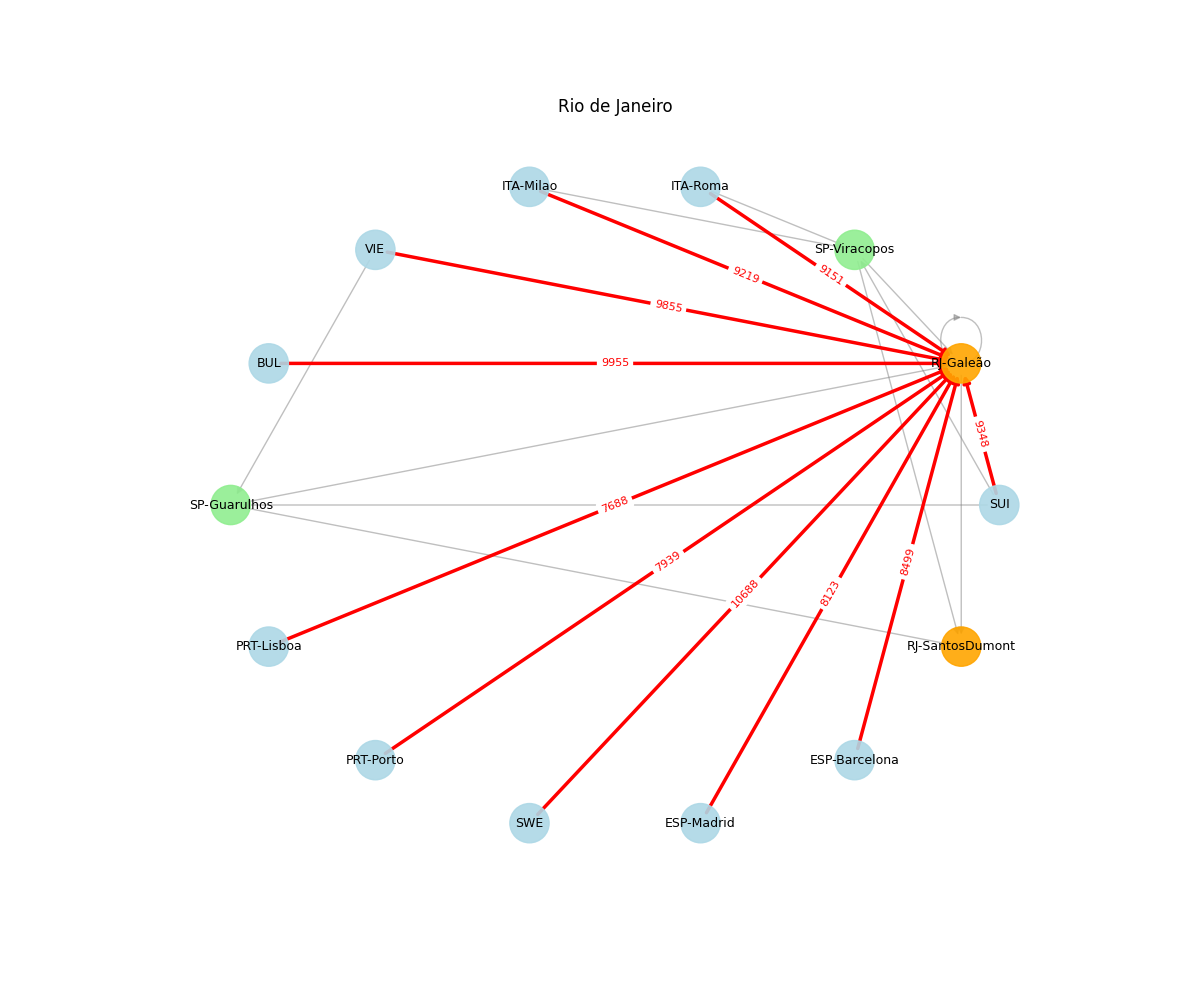 Rio de Janeiro
ITA-Milao
ITA-Roma
VIE
SP-Viracopos
9219
9151
9855
BUL
9955
RJ-Galeão
9348
SP-Guarulhos
7688
SUI
7939
8499
10688
8123
PRT-Lisboa
RJ-SantosDumont
PRT-Porto
ESP-Barcelona
SWE
ESP-Madrid